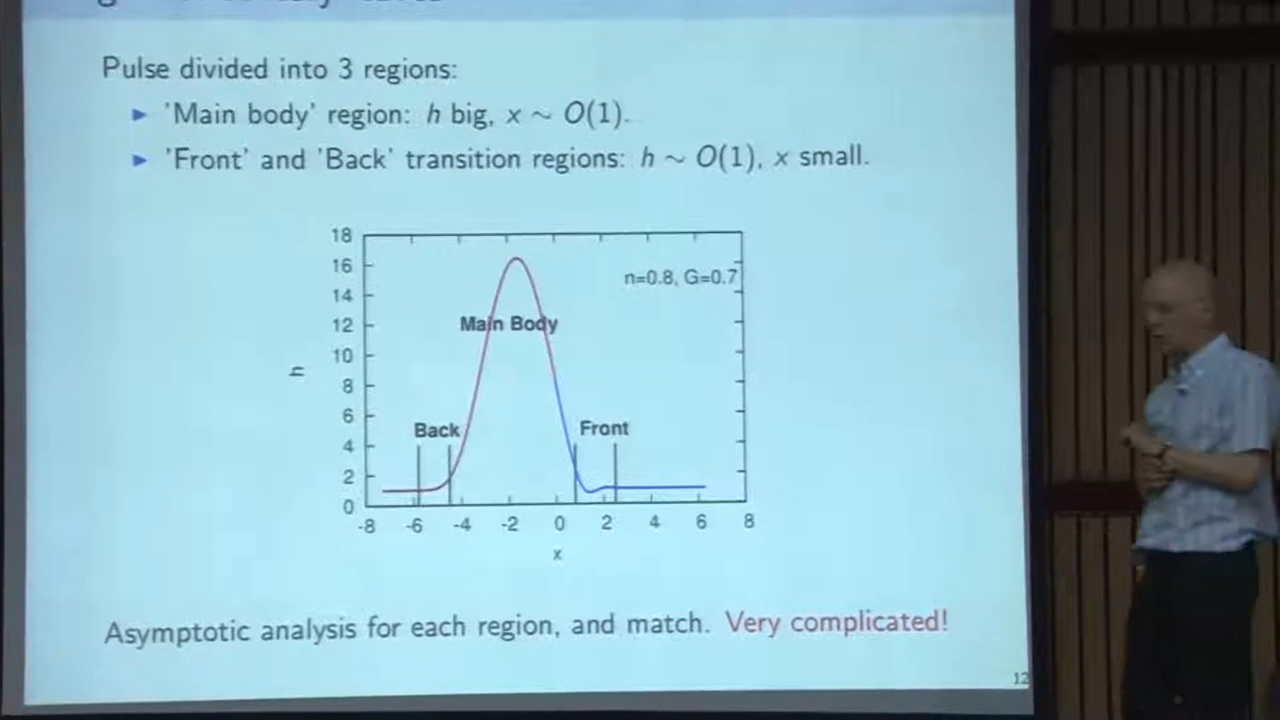 Pulse divided into 3 regions:
► 'Main body' region: h big, x ~ O(1).
► 'Front' and 'Back' transition regions: h ~ O(1), x small.
18
16
14
12
10
8
6
4
2
0
h
n=0.8, G=0.7
Main Body
Back
Front
-8 -6 -4 -2 0 2 4 6 8
x
Asymptotic analysis for each region, and match. Very complicated!
12